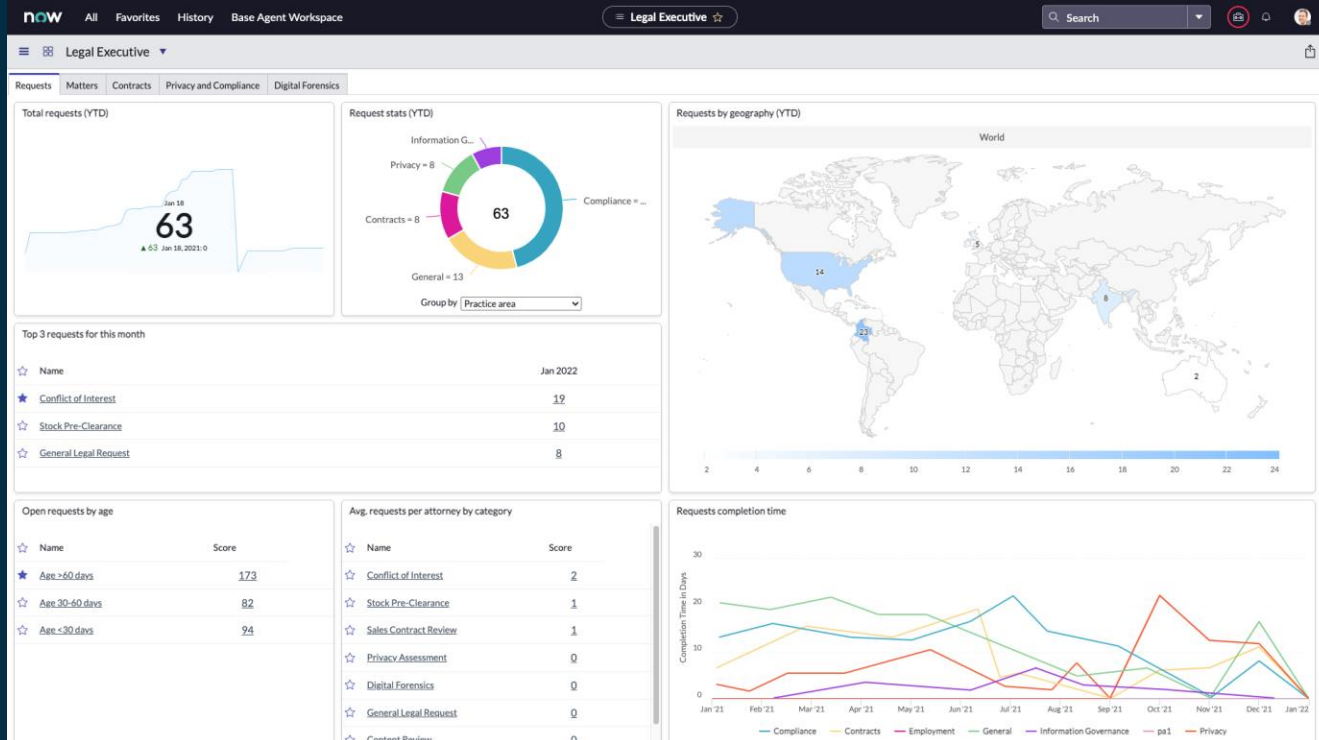 now All Favorites History Base Agent Workspace
Legal Executive
Search
Legal Executive
Requests Matters Contracts Privacy and Compliance Digital Forensics
Total requests (YTD)
Jan 18
63
▲ 63 Jan 18, 2021: 0
Request stats (YTD)
Information G...
Privacy = 8
Compliance = ...
Contracts = 8
63
General = 13
Group by Practice area
Requests by geography (YTD)
World
5
14
8
23
2
2 4 6 8 10 12 14 16 18 20 22 24
Top 3 requests for this month
Name Jan 2022
Conflict of Interest 19
Stock Pre-Clearance 10
General Legal Request 8
Open requests by age
Name Score
Age >60 days 173
Age 30-60 days 82
Age <30 days 94
Avg. requests per attorney by category
Name Score
Conflict of Interest 2
Stock Pre-Clearance 1
Sales Contract Review 1
Privacy Assessment 0
Digital Forensics 0
General Legal Request 0
Content Review 0
Requests completion time
Completion Time in Days
30
20
10
0
Jan '21 Feb '21 Mar '21 Apr '21 May '21 Jun '21 Jul '21 Aug '21 Sep '21 Oct '21 Nov '21 Dec '21 Jan '22
Compliance Contracts Employment General Information Governance pa1 Privacy